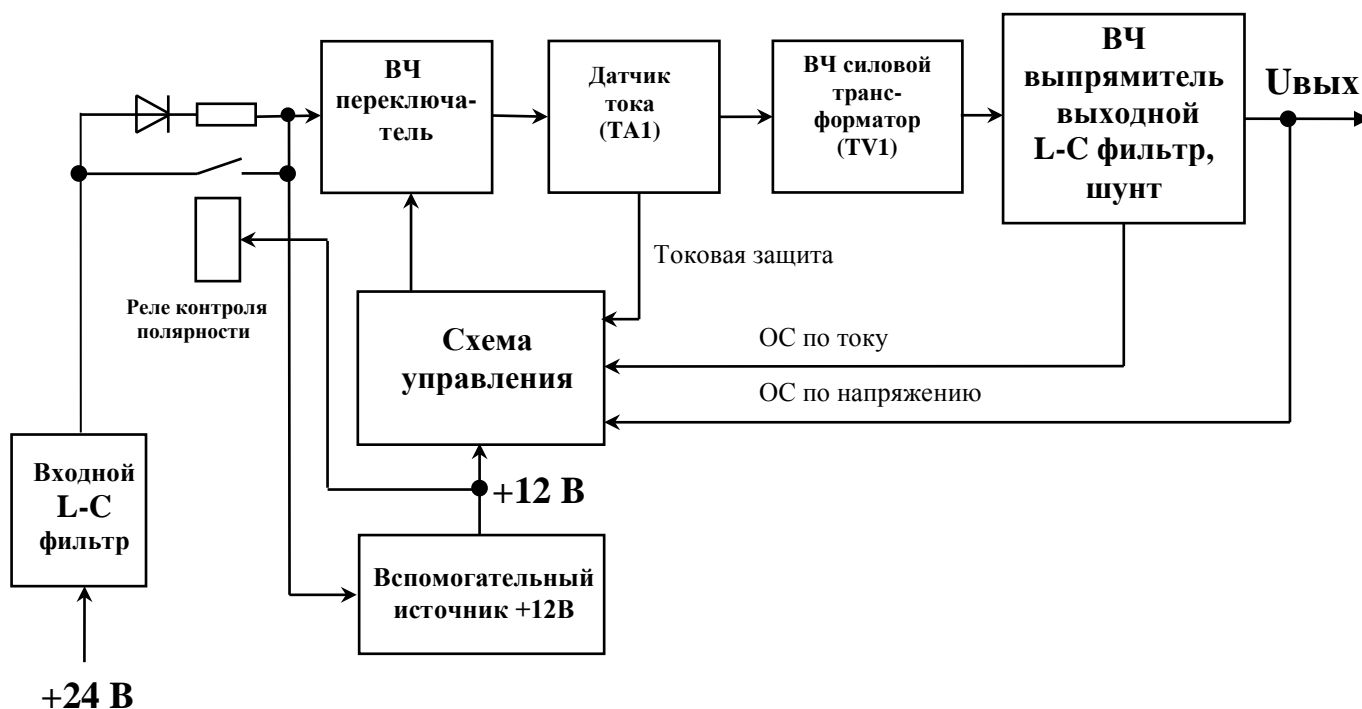 ВЧ
переключа-
тель
Датчик
тока
(ТА1)
ВЧ силовой
транс-
форматор
(TV1)
ВЧ
выпрямитель
выходной
L-C фильтр,
шунт
Uвых
Реле контроля
полярности
Токовая защита
Схема
управления
ОС по току
ОС по напряжению
Входной
L-C
фильтр
+12 В
Вспомогательный
источник +12В
+24 В